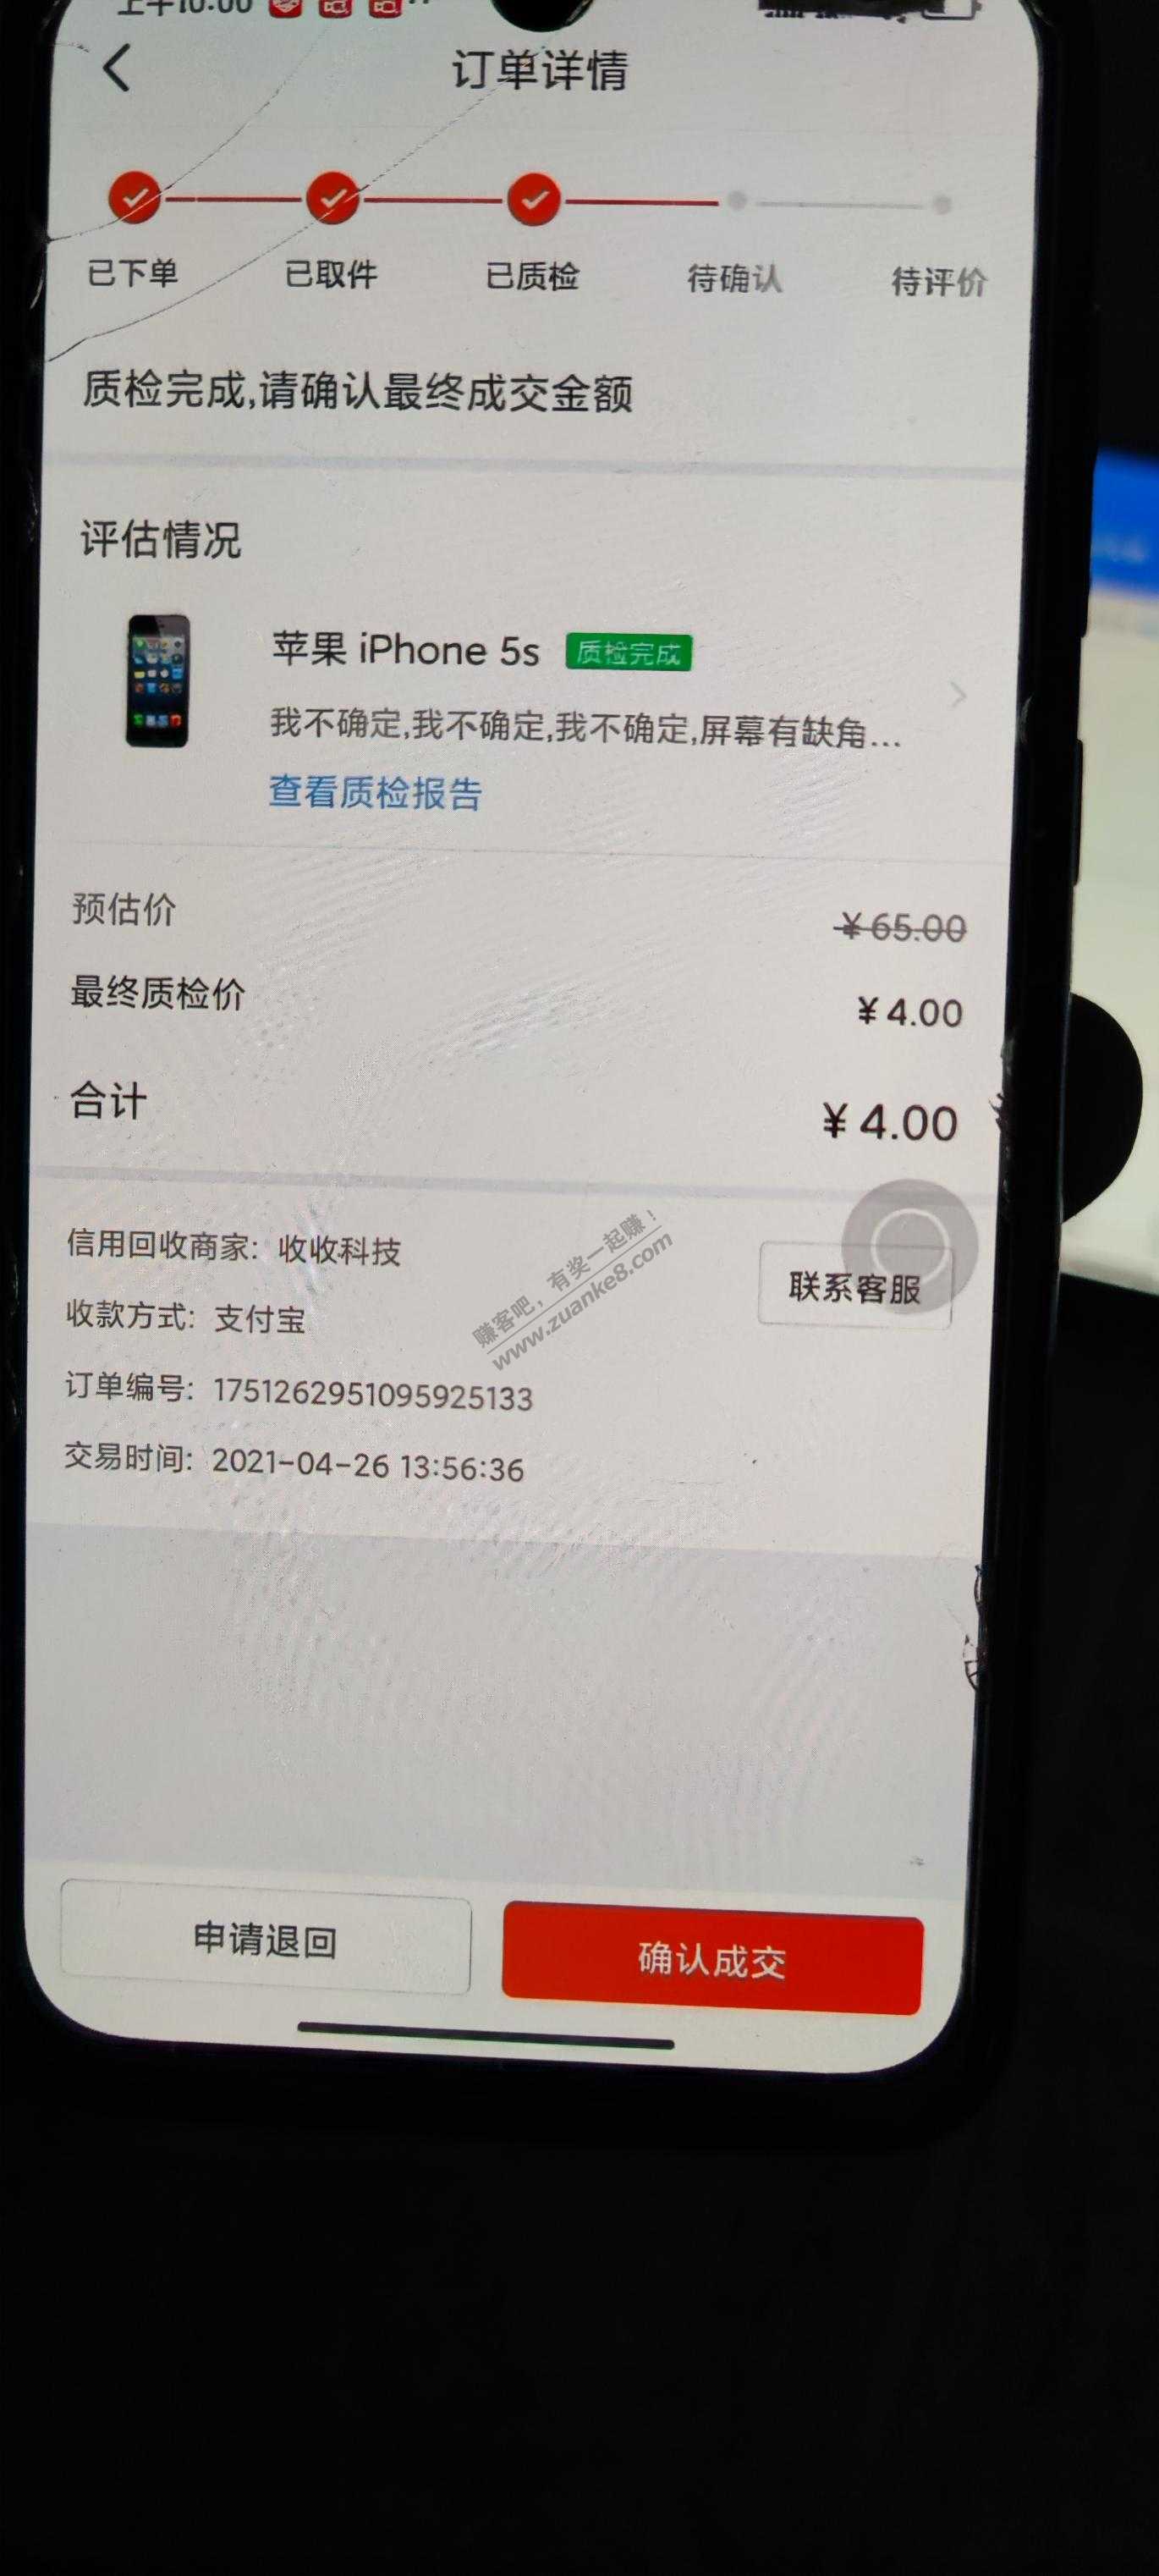 上午10:00
订单详情
已下单
已取件
已质检
待确认
待评价
质检完成,请确认最终成交金额
评估情况
苹果 iPhone 5s 质检完成
我不确定,我不确定,我不确定,屏幕有缺角...
查看质检报告
预估价 ¥65.00
最终质检价 ¥4.00
合计 ¥4.00
信用回收商家: 收收科技
联系客服
收款方式: 支付宝
订单编号: 1751262951095925133
交易时间: 2021-04-26 13:56:36
赚客吧,有奖一起赚!
www.zuanke8.com
申请退回
确认成交